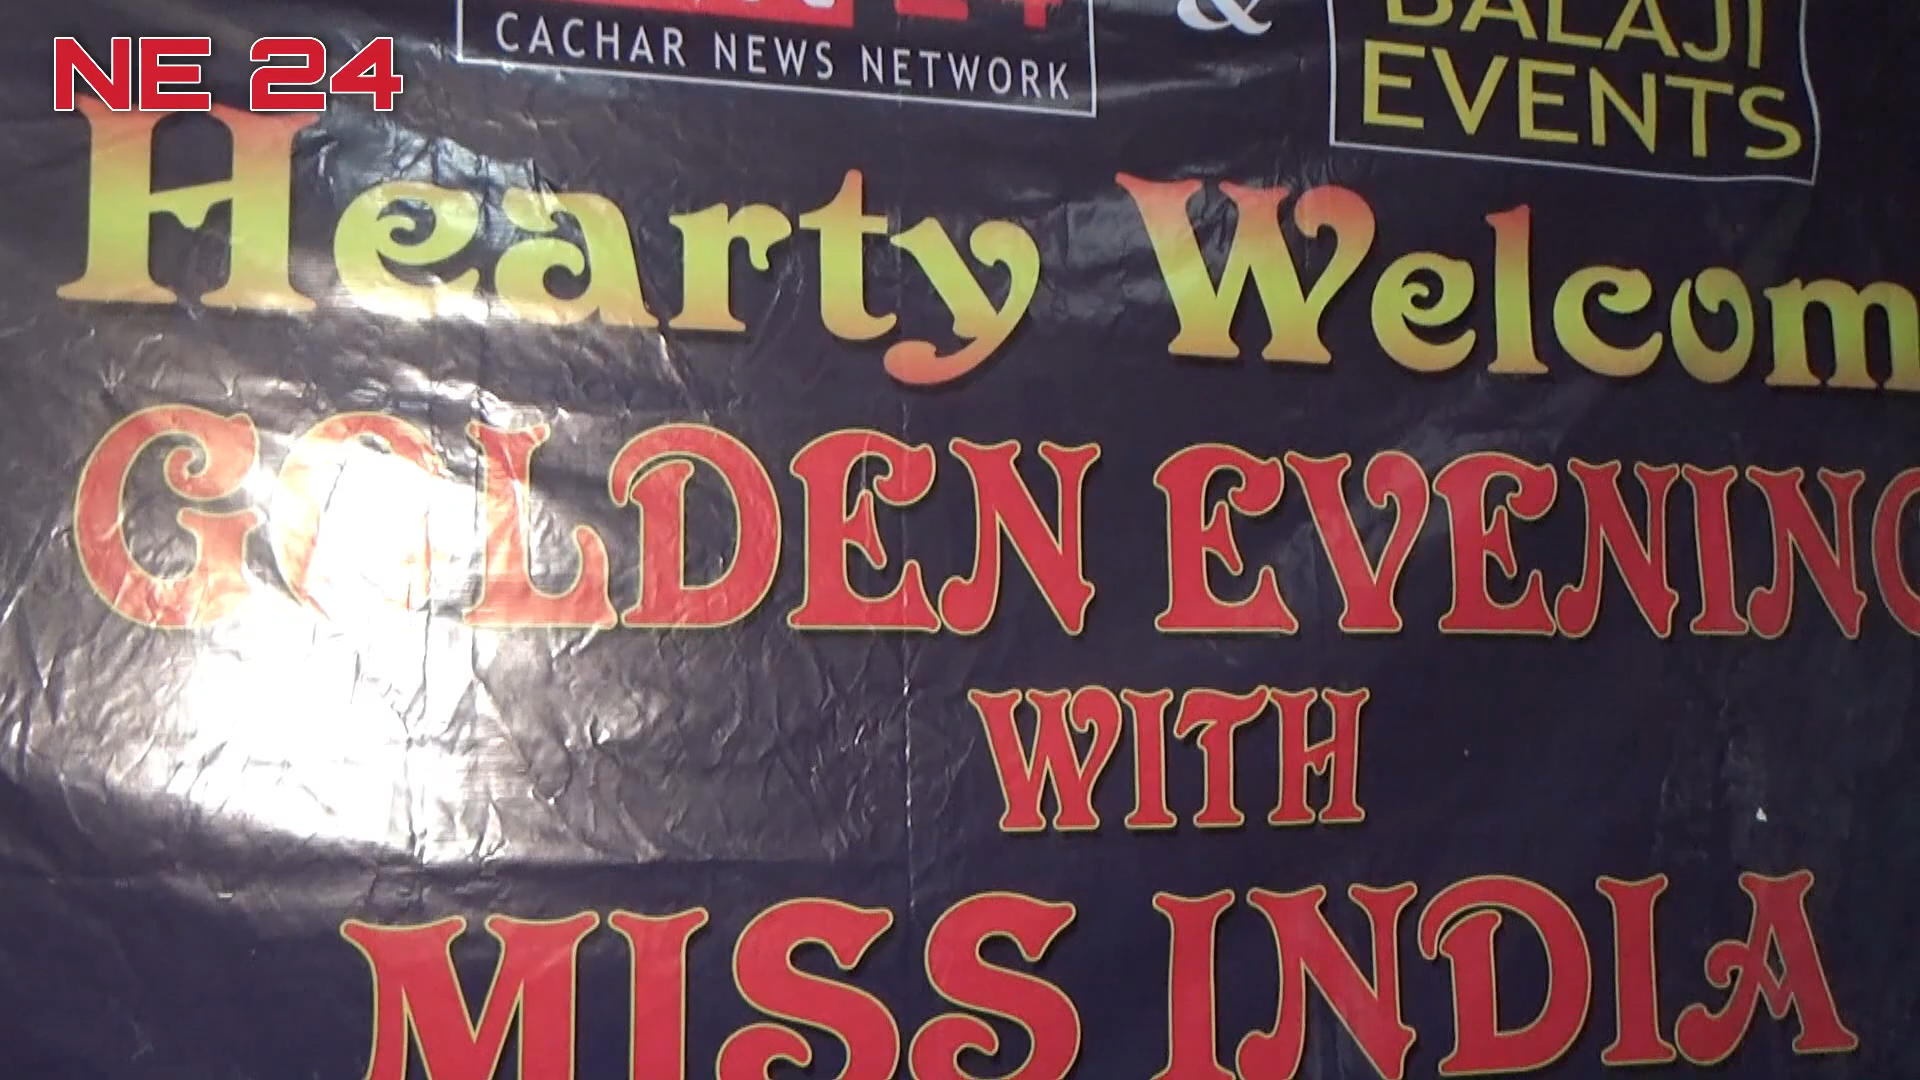 NE 24
CACHAR NEWS NETWORK
&
BALAJI
EVENTS
Hearty Welcom
GOLDEN EVENING
WITH
MISS INDIA